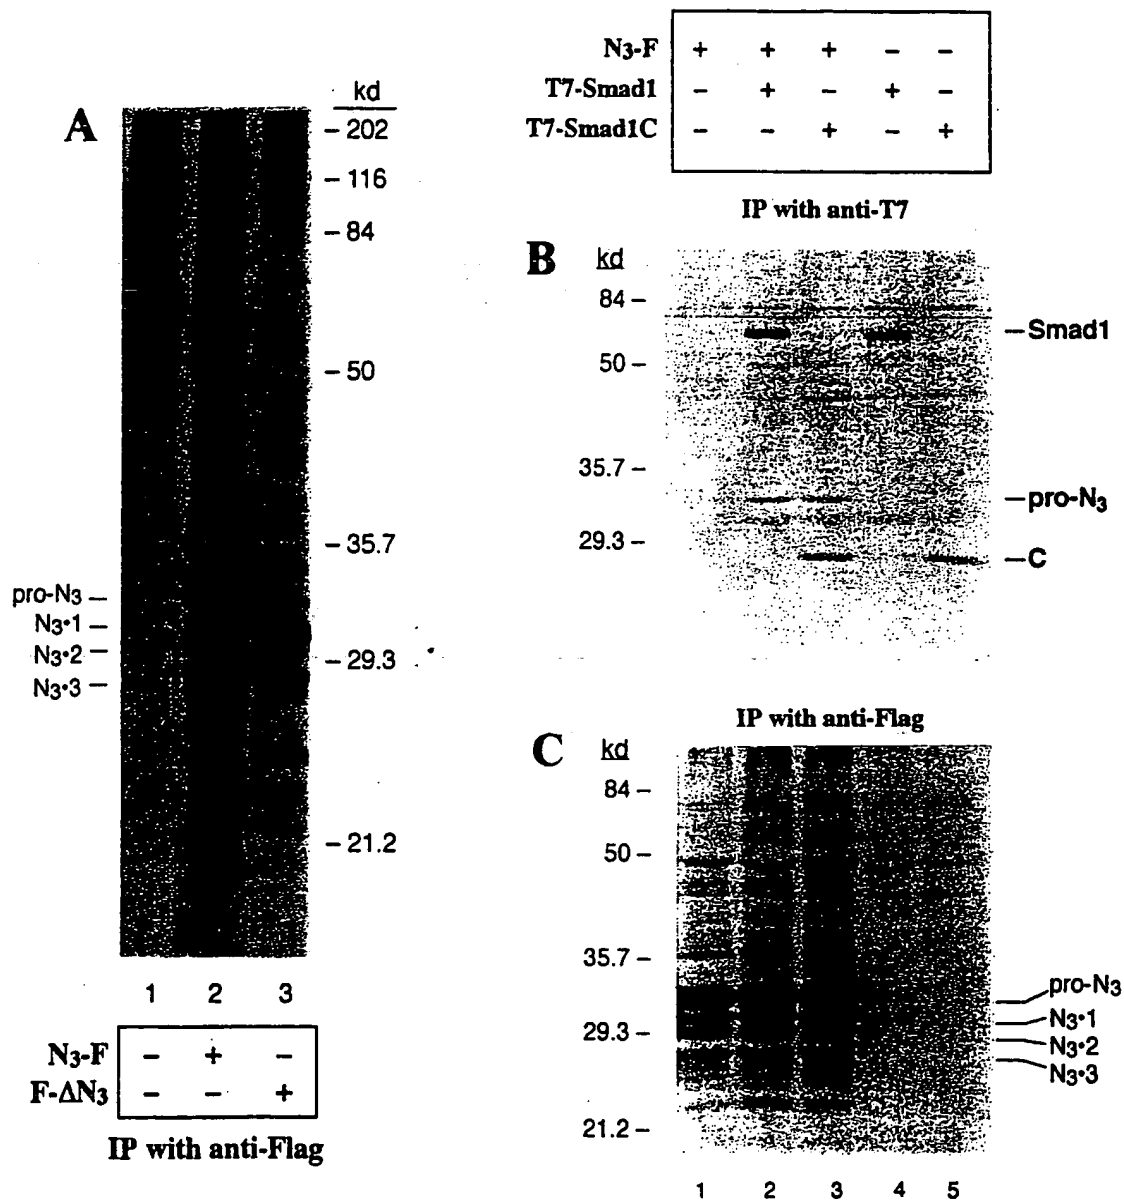 A
kd
202
116
84
50
35.7
29.3
21.2
pro-N3
N3•1
N3•2
N3•3
1 2 3
N3-F – + –
F-ΔN3 – – +
IP with anti-Flag
N3-F + + + – –
T7-Smad1 – + – + –
T7-Smad1C – – + – +
IP with anti-T7
B
kd
84
50
35.7
29.3
Smad1
pro-N3
C
IP with anti-Flag
C
kd
84
50
35.7
29.3
21.2
pro-N3
N3•1
N3•2
N3•3
1 2 3 4 5